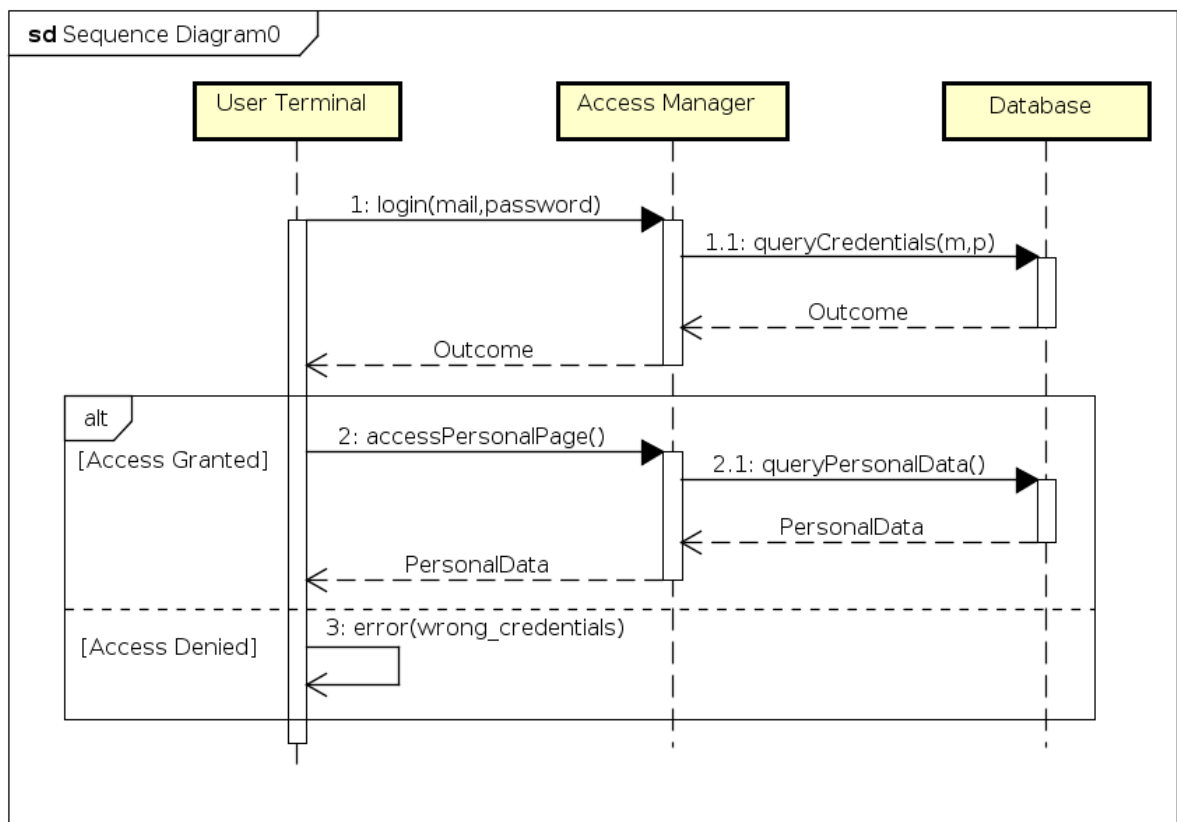 sd Sequence Diagram0
User Terminal
Access Manager
Database
1: login(mail,password)
1.1: queryCredentials(m,p)
Outcome
Outcome
alt
2: accessPersonalPage()
[Access Granted]
2.1: queryPersonalData()
PersonalData
PersonalData
3: error(wrong_credentials)
[Access Denied]